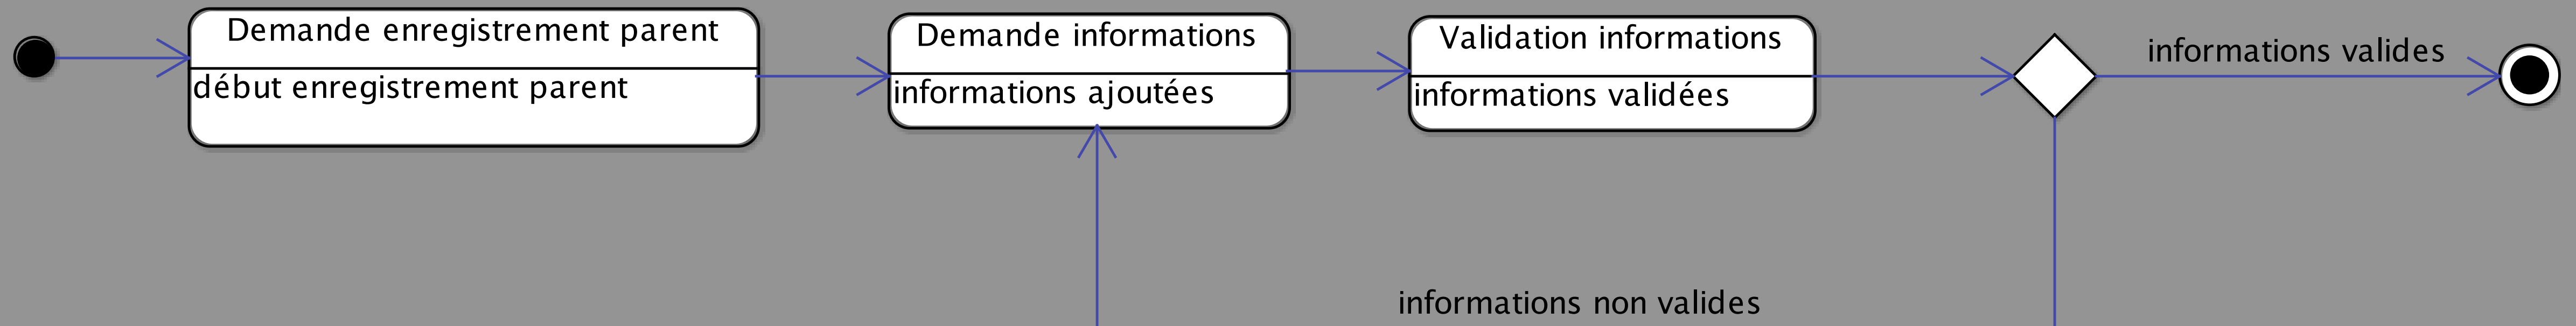 Demande enregistrement parent
début enregistrement parent
Demande informations
informations ajoutées
Validation informations
informations validées
informations valides
informations non valides